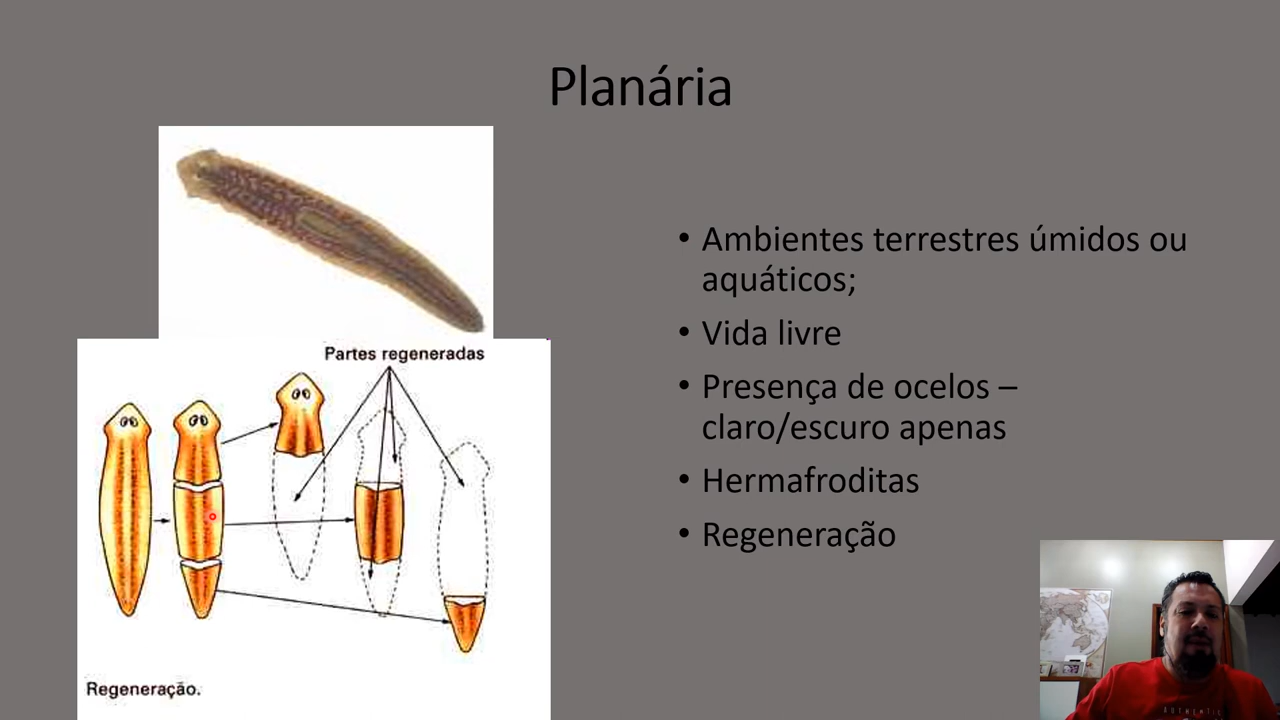 Planária
Partes regeneradas
Regeneração.
• Ambientes terrestres úmidos ou
aquáticos;
• Vida livre
• Presença de ocelos –
claro/escuro apenas
• Hermafroditas
• Regeneração